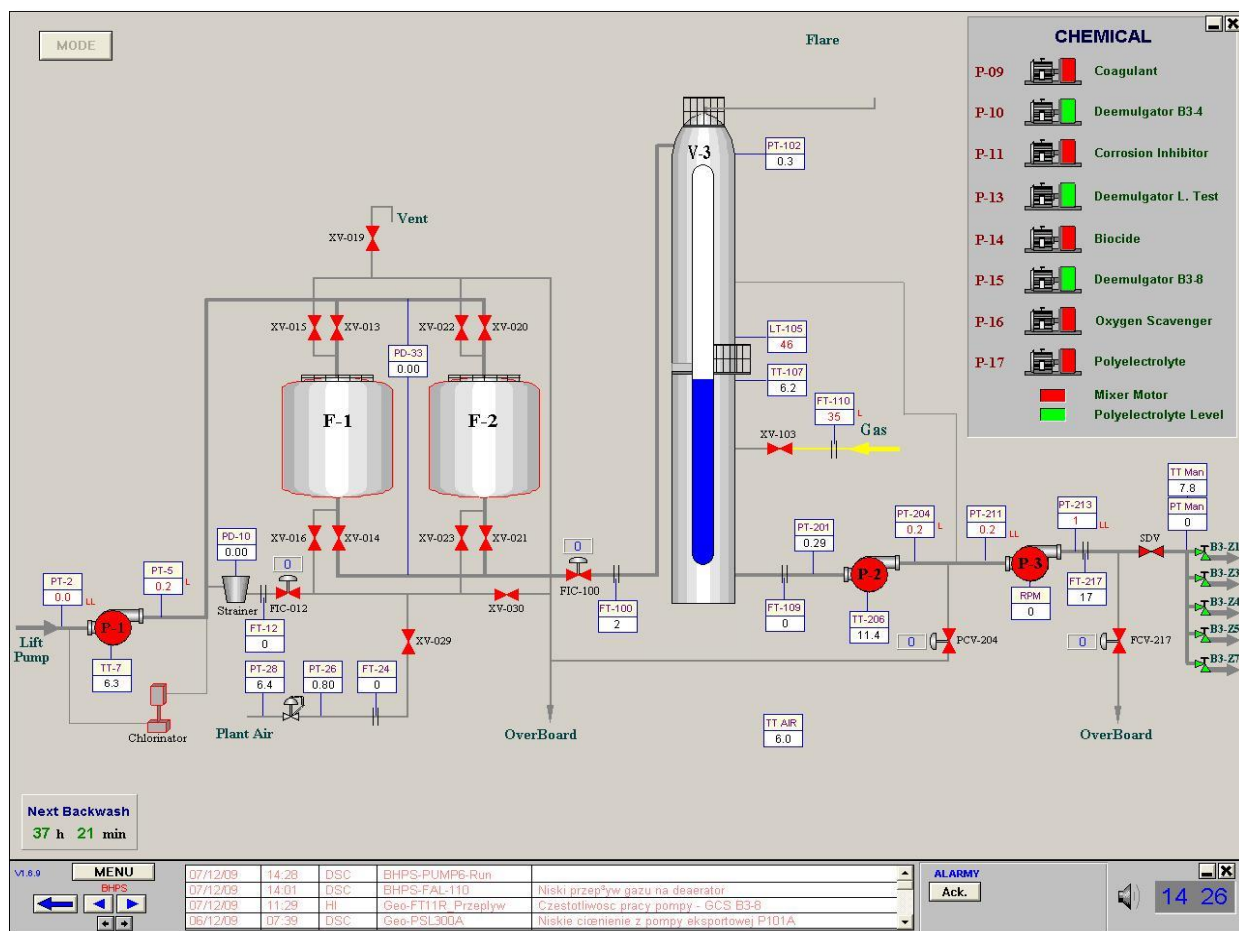 MODE
Flare
CHEMICAL
P-09 Coagulant
P-10 Deemulgator B3-4
P-11 Corrosion Inhibitor
P-13 Deemulgator L. Test
P-14 Biocide
P-15 Deemulgator B3-8
P-16 Oxygen Scavenger
P-17 Polyelectrolyte
Mixer Motor
Polyelectrolyte Level
V-3
PT-102
0.3
Vent
XV-019
XV-015
XV-013
XV-022
XV-020
PD-33
0.00
LT-105
46
TT-107
6.2
F-1
F-2
FT-110
35 L
Gas
XV-103
XV-016
XV-014
XV-023
XV-021
PD-10
0.00
0
FIC-100
FT-100
2
PT-2
0.0 LL
PT-5
0.2 L
Strainer
FIC-012
0
FT-12
0
XV-030
XV-029
P-1
Lift
Pump
TT-7
6.3
Chlorinator
PT-28
6.4
PT-26
0.80
FT-24
0
Plant Air
OverBoard
PT-201
0.29
FT-109
0
PT-204
0.2 L
P-2
TT-206
11.4
PT-211
0.2 LL
P-3
RPM
0
PT-213
1 LL
FT-217
17
SDV
TT Man
7.8
PT Man
0
B3-Z1
B3-Z3
B3-Z4
B3-Z5
B3-Z7
0
PCV-204
0
FCV-217
OverBoard
TT AIR
6.0
Next Backwash
37 h 21 min
V1.6.9
MENU
BHPS
07/12/09 14:28 DSC BHPS-PUMP6-Run
07/12/09 14:01 DSC BHPS-FAL-110 Niski przep³yw gazu na deaerator
07/12/09 11:29 HI Geo-FT11R_Przeplyw Czestotliwosc pracy pompy - GCS B3-8
06/12/09 07:39 DSC Geo-PSL300A Niskie ciœnienie z pompy eksportowej P101A
ALARMY
Ack.
14 26